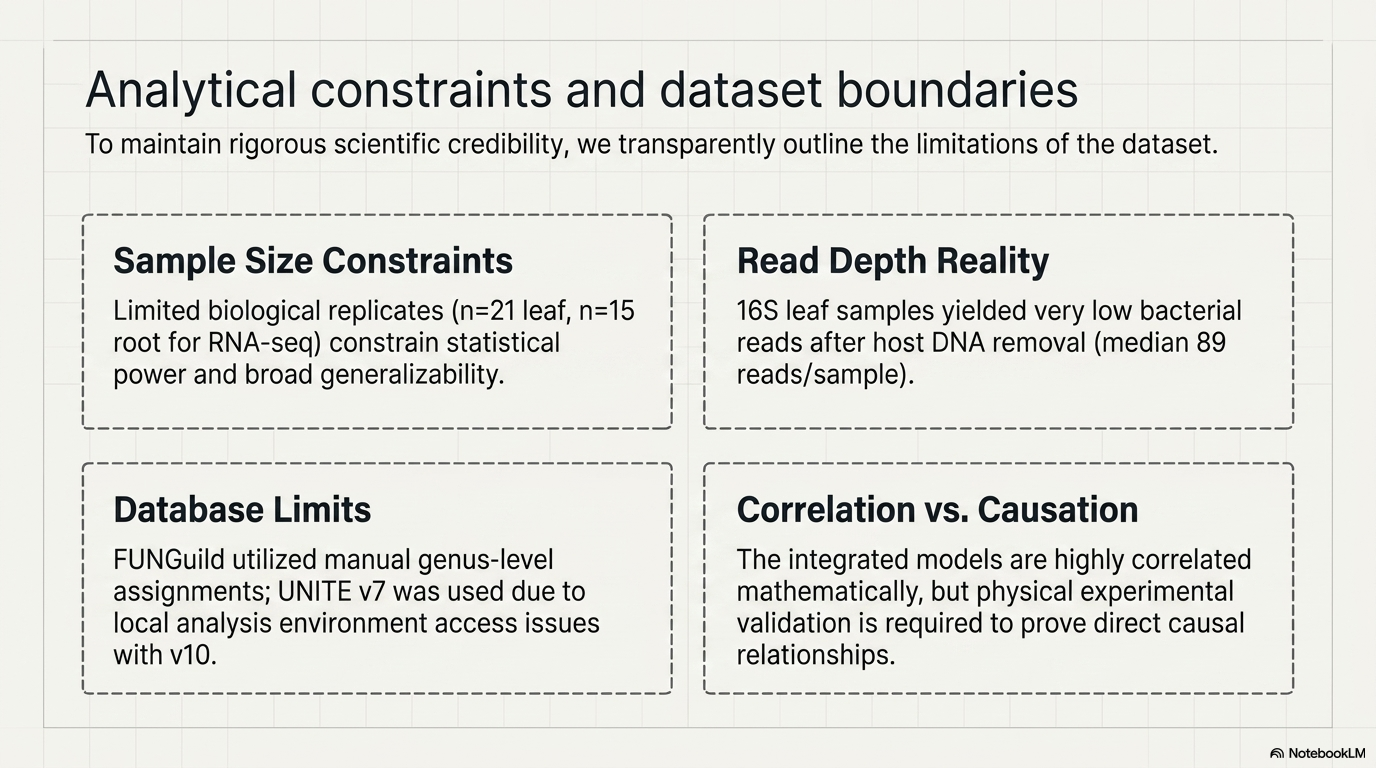 Analytical constraints and dataset boundaries
To maintain rigorous scientific credibility, we transparently outline the limitations of the dataset.
Sample Size Constraints
Limited biological replicates (n=21 leaf, n=15
root for RNA-seq) constrain statistical
power and broad generalizability.
Read Depth Reality
16S leaf samples yielded very low bacterial
reads after host DNA removal (median 89
reads/sample).
Database Limits
FUNGuild utilized manual genus-level
assignments; UNITE v7 was used due to
local analysis environment access issues
with v10.
Correlation vs. Causation
The integrated models are highly correlated
mathematically, but physical experimental
validation is required to prove direct causal
relationships.
NotebookLM